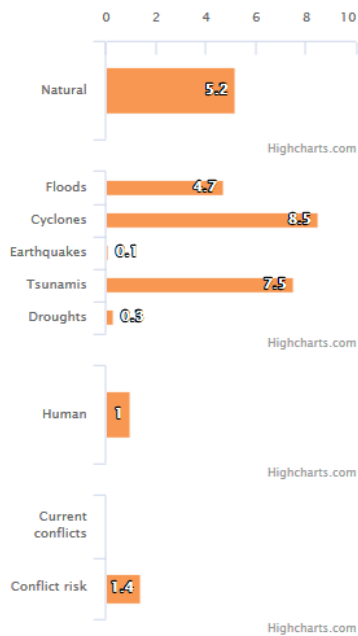 0 2 4 6 8 10
Natural 5.2
Highcharts.com
Floods 4.7
Cyclones 8.5
Earthquakes 0.1
Tsunamis 7.5
Droughts 0.3
Highcharts.com
Human 1
Highcharts.com
Current
conflicts
Conflict risk 1.4
Highcharts.com